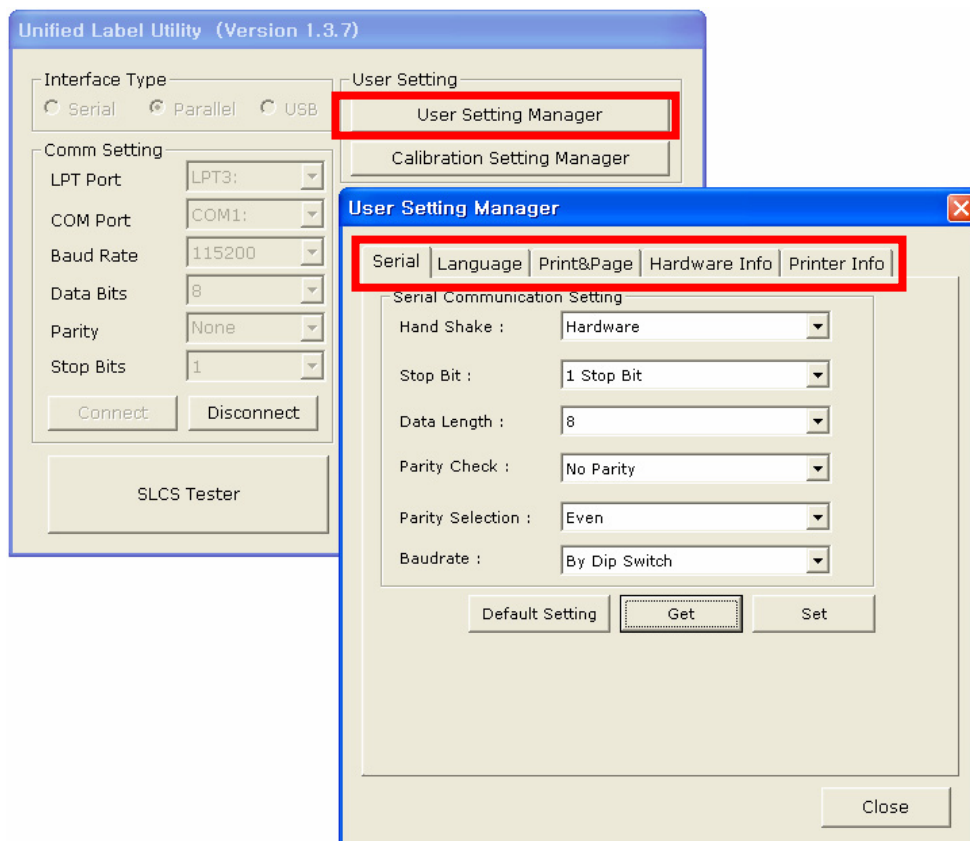 Unified Label Utility (Version 1.3.7)
Interface Type
Serial Parallel USB
User Setting
User Setting Manager
Calibration Setting Manager
Comm Setting
LPT Port LPT3:
COM Port COM1:
Baud Rate 115200
Data Bits 8
Parity None
Stop Bits 1
Connect Disconnect
SLCS Tester
User Setting Manager
Serial Language Print&Page Hardware Info Printer Info
Serial Communication Setting
Hand Shake : Hardware
Stop Bit : 1 Stop Bit
Data Length : 8
Parity Check : No Parity
Parity Selection : Even
Baudrate : By Dip Switch
Default Setting Get Set
Close